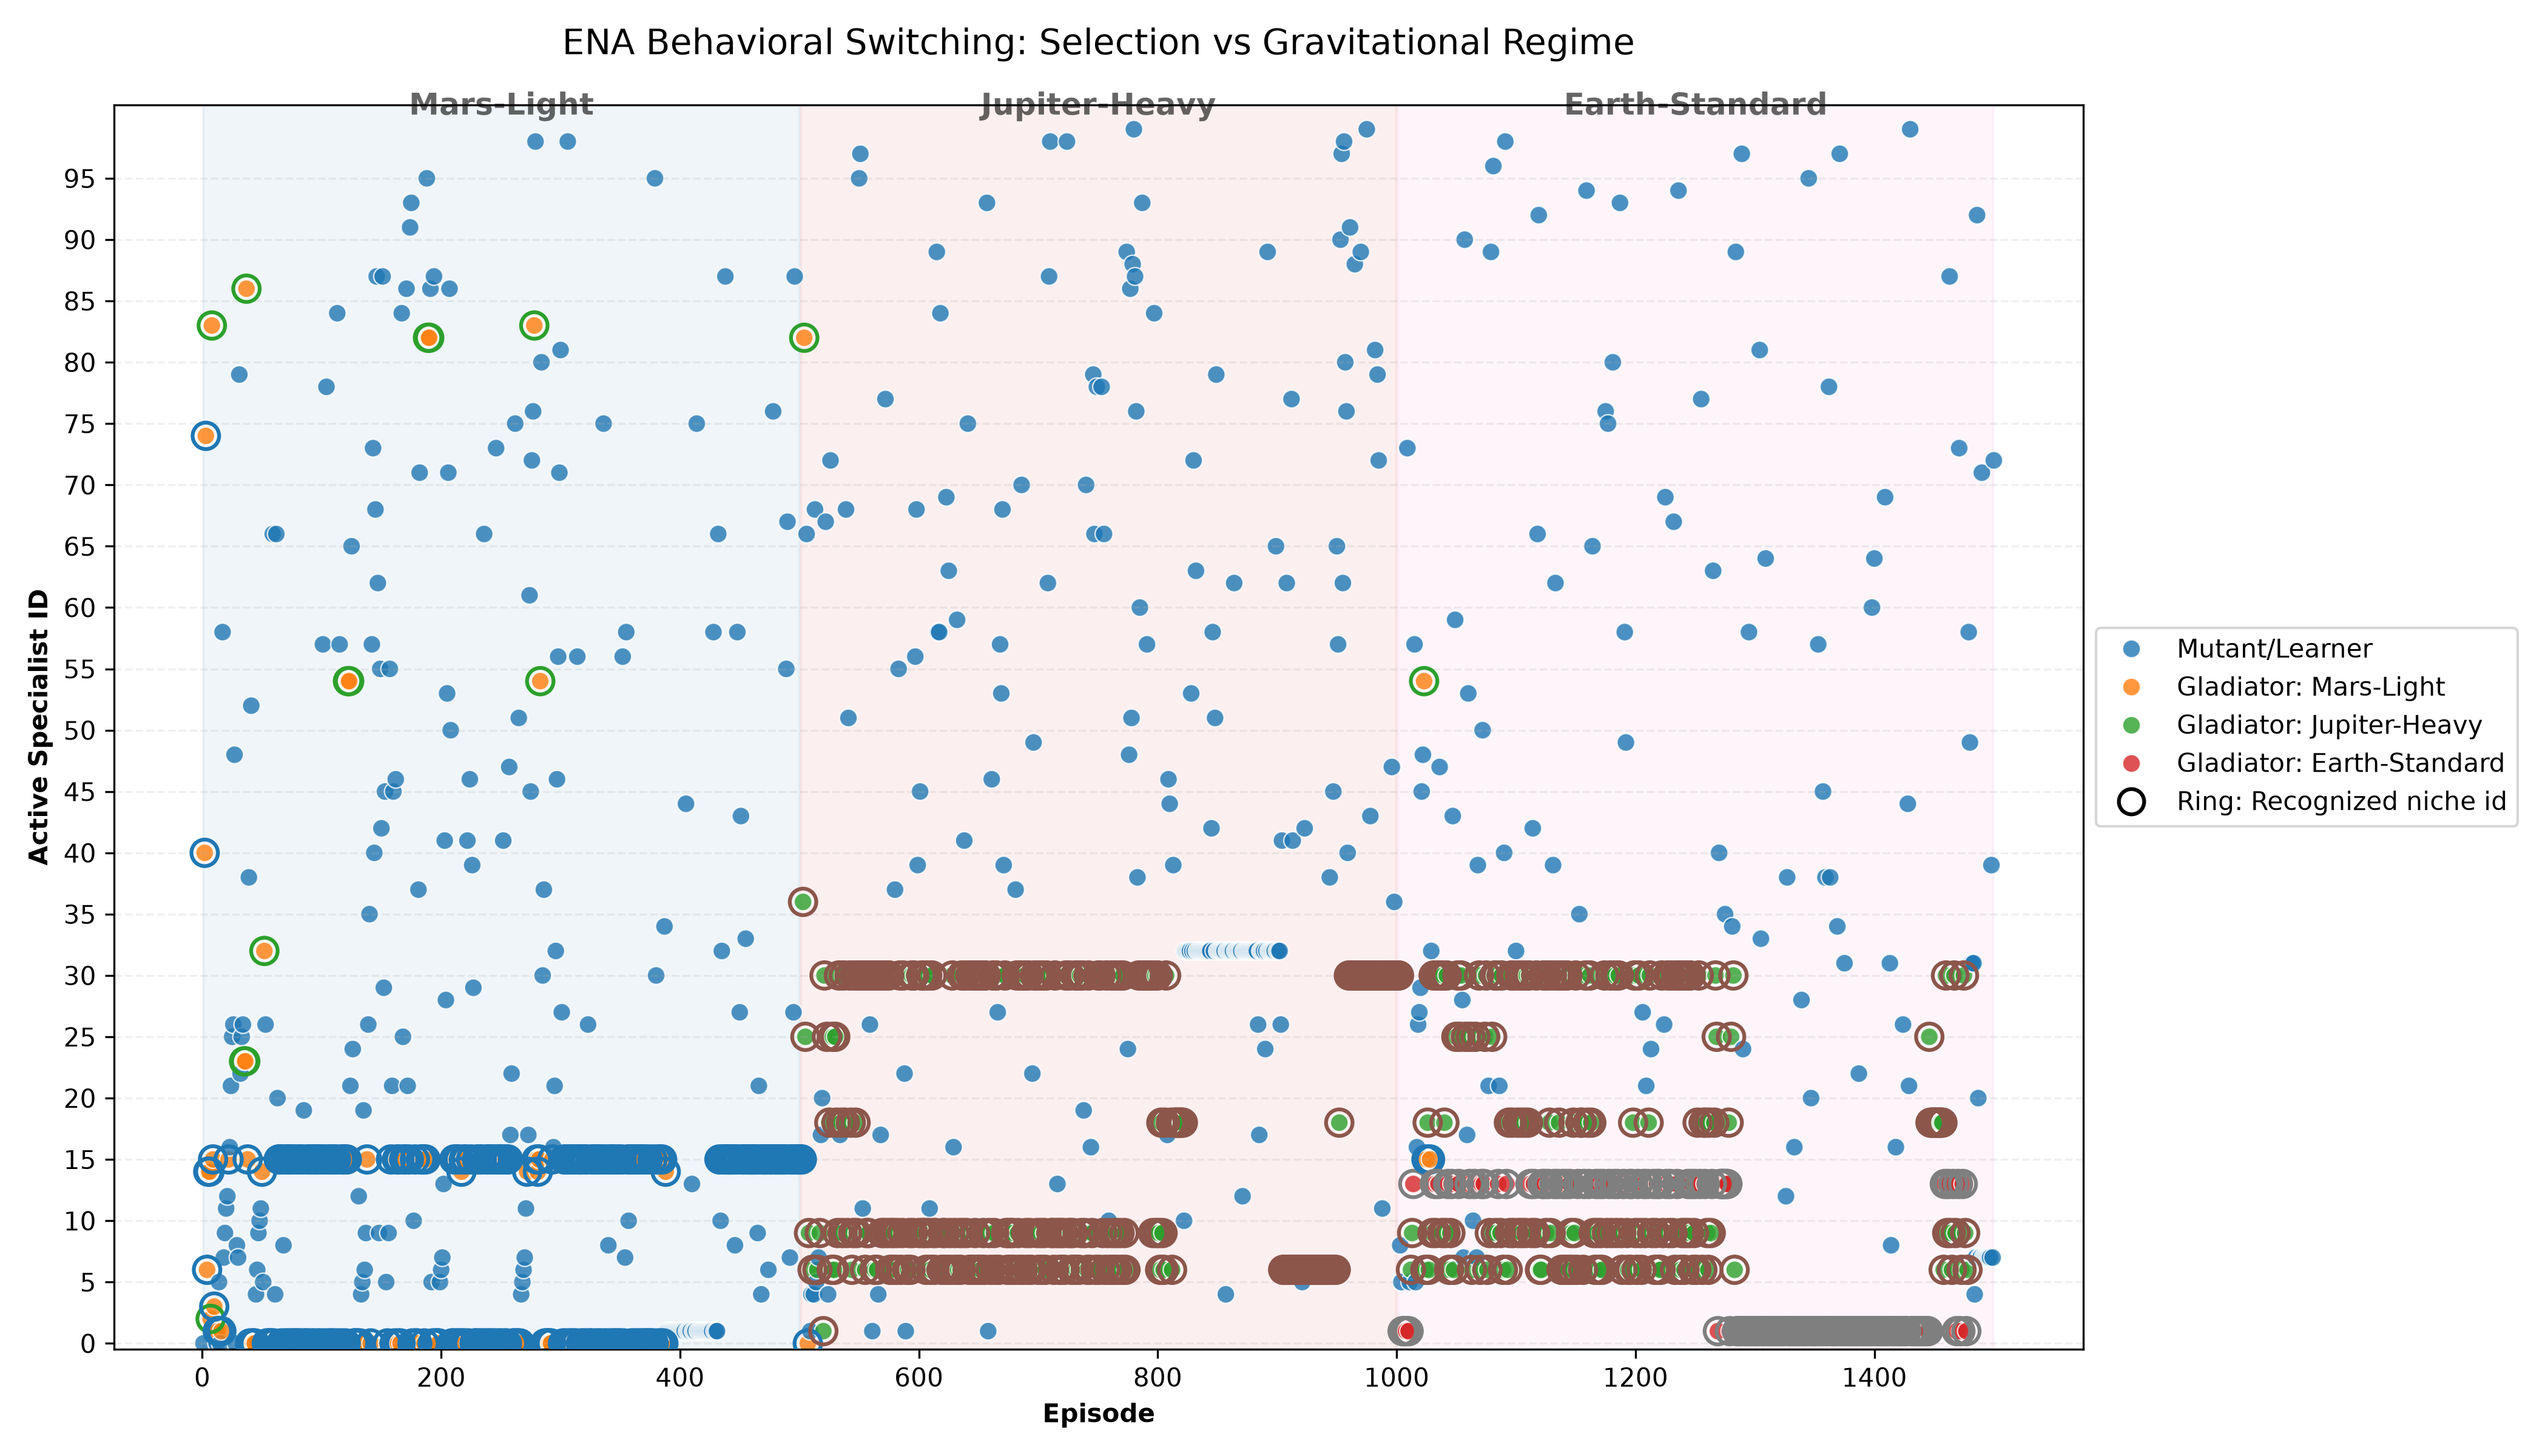 ENA Behavioral Switching: Selection vs Gravitational Regime
Mars-Light
Jupiter-Heavy
Earth-Standard
95
90
85
80
75
70
65
60
55
50
45
40
35
30
25
20
15
10
5
0
Active Specialist ID
0
200
400
600
800
1000
1200
1400
Episode
Mutant/Learner
Gladiator: Mars-Light
Gladiator: Jupiter-Heavy
Gladiator: Earth-Standard
Ring: Recognized niche id